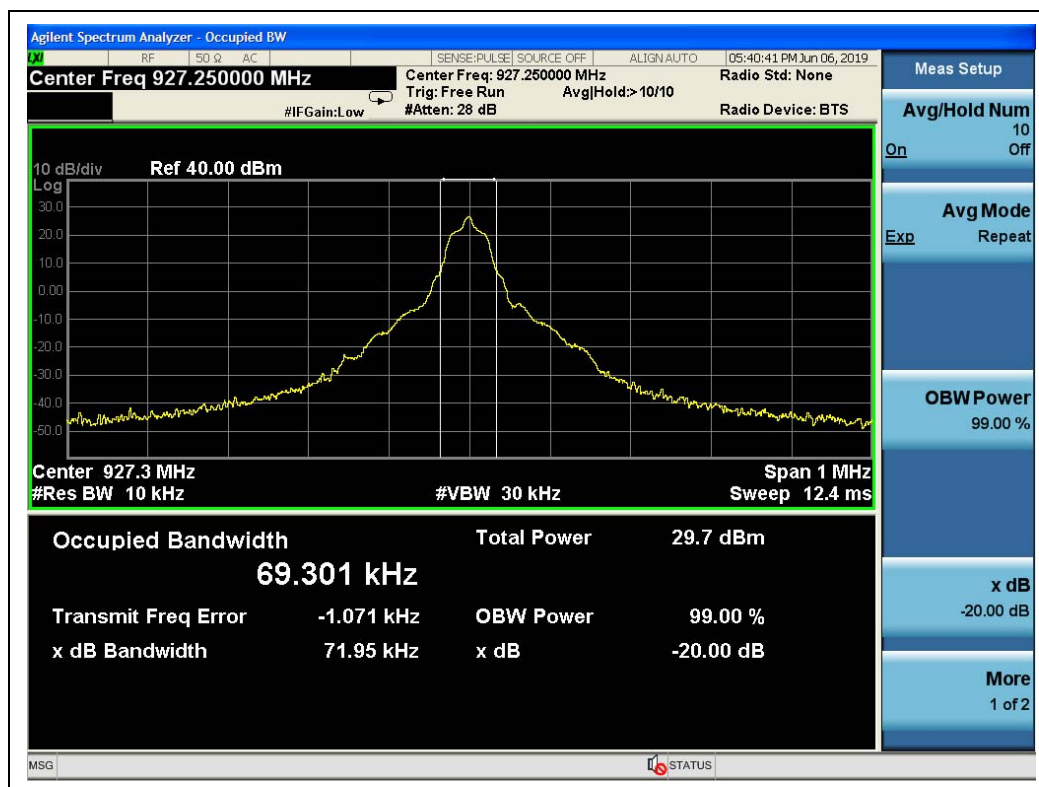 Agilent Spectrum Analyzer - Occupied BW
LXI RF 50 Ω AC SENSE:PULSE SOURCE OFF ALIGN AUTO 05:40:41 PM Jun 06, 2019
Center Freq 927.250000 MHz
Center Freq: 927.250000 MHz
Radio Std: None
Trig: Free Run Avg|Hold:>10/10
#IFGain:Low
#Atten: 28 dB
Radio Device: BTS
10 dB/div Ref 40.00 dBm
Log
30.0
20.0
10.0
0.00
-10.0
-20.0
-30.0
-40.0
-50.0
Center 927.3 MHz Span 1 MHz
#Res BW 10 kHz #VBW 30 kHz Sweep 12.4 ms
Occupied Bandwidth Total Power 29.7 dBm
69.301 kHz
Transmit Freq Error -1.071 kHz OBW Power 99.00 %
x dB Bandwidth 71.95 kHz x dB -20.00 dB
Meas Setup
Avg/Hold Num
10
On Off
Avg Mode
Exp Repeat
OBW Power
99.00 %
x dB
-20.00 dB
More
1 of 2
MSG STATUS